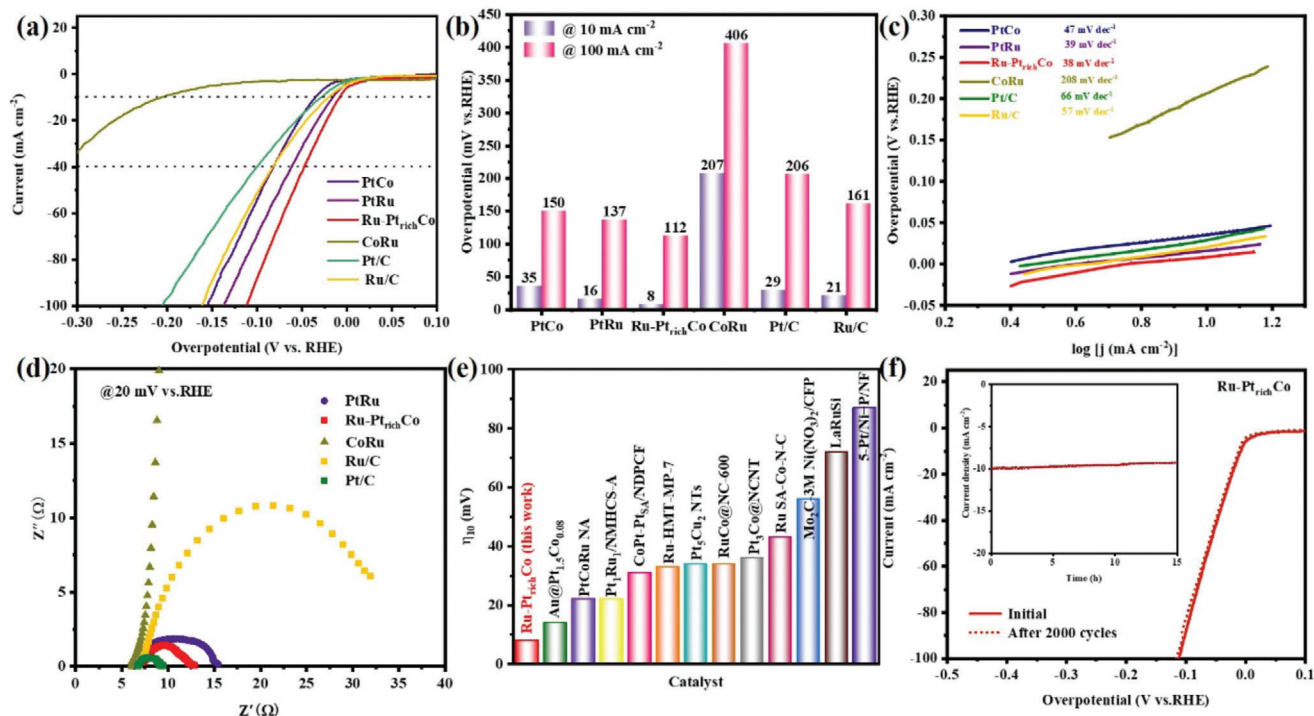 (a)
20
0
-20
-40
-60
-80
-100
-0.30
-0.25
-0.20
-0.15
-0.10
-0.05
0.00
0.05
0.10
Current (mA cm⁻²)
Overpotential (V vs. RHE)
PtCo
PtRu
Ru-PtrichCo
CoRu
Pt/C
Ru/C
(b)
@ 10 mA cm⁻²
@ 100 mA cm⁻²
450
400
350
300
250
200
150
100
50
0
Overpotential (mV vs.RHE)
35
150
16
137
8
112
207
406
29
206
21
161
PtCo
PtRu
Ru-PtrichCo
CoRu
Pt/C
Ru/C
(c)
0.30
0.25
0.20
0.15
0.10
0.05
0.00
-0.05
Overpotential (V vs.RHE)
PtCo 47 mV dec⁻¹
PtRu 39 mV dec⁻¹
Ru-PtrichCo 38 mV dec⁻¹
CoRu 208 mV dec⁻¹
Pt/C 66 mV dec⁻¹
Ru/C 57 mV dec⁻¹
0.2
0.4
0.6
0.8
1.0
1.2
log [j (mA cm⁻²)]
(d)
@20 mV vs.RHE
20
15
10
5
0
Z″ (Ω)
PtRu
Ru-PtrichCo
CoRu
Ru/C
Pt/C
0
5
10
15
20
25
30
35
40
Z′ (Ω)
(e)
100
80
60
40
20
0
η₁₀ (mV)
Ru-PtrichCo (this work)
Au@Pt1.5Co0.08
PtCoRu NA
Pt₁Ru₁/NMHCS-A
CoPt-PtSA/NDPCF
Ru-HMT-MP-7
Pt₅Cu₂ NTs
RuCo@NC-600
Pt₃Co@NCNT
Ru SA-Co-N-C
Mo₂C-3M Ni(NO₃)₂/CFP
LaRuSi
5-Pt/Ni-P/NF
Catalyst
(f)
Ru-PtrichCo
20
0
-20
-40
-60
-80
-100
Current (mA cm⁻²)
0
-5
-10
-15
-20
Current density (mA cm⁻²)
0
5
10
15
Time (h)
Initial
After 2000 cycles
-0.5
-0.4
-0.3
-0.2
-0.1
0.0
0.1
Overpotential (V vs.RHE)